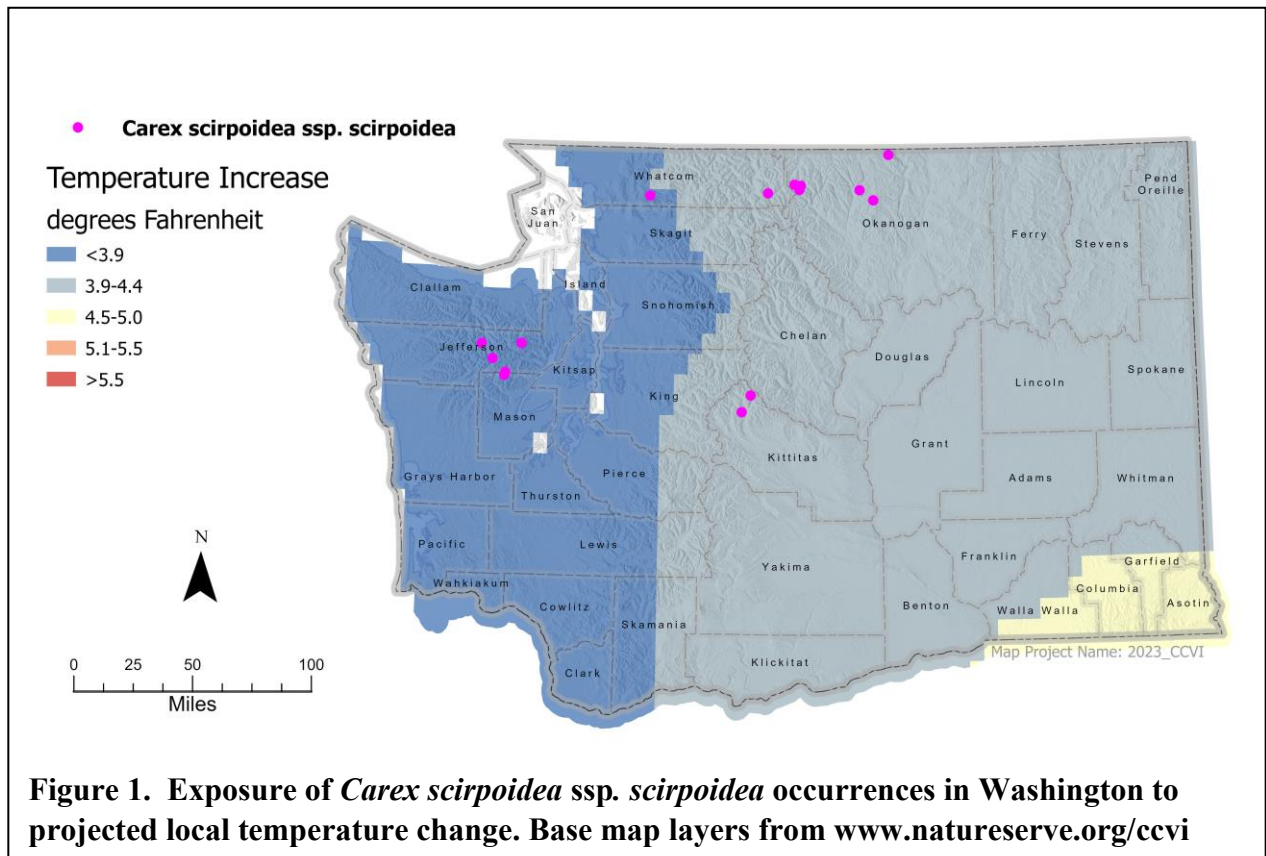 Carex scirpoidea ssp. scirpoidea
Temperature Increase
degrees Fahrenheit
<3.9
3.9-4.4
4.5-5.0
5.1-5.5
>5.5
Whatcom
Pend
Oreille
San
Juan
Okanogan
Skagit
Ferry
Stevens
Clallam
Island
Snohomish
Chelan
Jefferson
Douglas
Kitsap
Lincoln
Spokane
King
Mason
Grant
Kittitas
Grays Harbor
Pierce
Adams
Whitman
Thurston
N
Pacific
Lewis
Franklin
Garfield
Yakima
Wahkiakum
Columbia
Cowlitz
Benton
Walla Walla
Asotin
Skamania
Map Project Name: 2023_CCVI
Klickitat
Clark
0 25 50 100
Miles
Figure 1. Exposure of Carex scirpoidea ssp. scirpoidea occurrences in Washington to
projected local temperature change. Base map layers from www.natureserve.org/ccvi